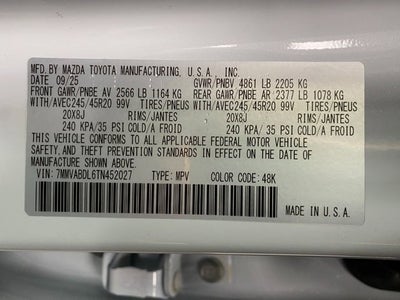 MFD. BY MAZDA TOYOTA MANUFACTURING, U.S.A., INC.
DATE 09/25 GVWR/PNBV 4861 LB 2205 KG
FRONT GAWR/PNBE AV 2566 LB 1164 KG REAR GAWR/PNBE AR 2377 LB 1078 KG
WITH/AVEC245/45R20 99V TIRES/PNEUS WITH/AVEC245/45R20 99V TIRES/PNEUS
20X8J RIMS/JANTES 20X8J RIMS/JANTES
240 KPA/ 35 PSI COLD/A FROID 240 KPA/ 35 PSI COLD/A FROID
THIS VEHICLE CONFORMS TO ALL APPLICABLE FEDERAL MOTOR VEHICLE
SAFETY, AND THEFT PREVENTION STANDARDS IN EFFECT ON THE DATE OF
MANUFACTURE SHOWN ABOVE.
VIN: 7MMVABDL6TN452027 TYPE: MPV COLOR CODE: 48K
MADE IN U.S.A.